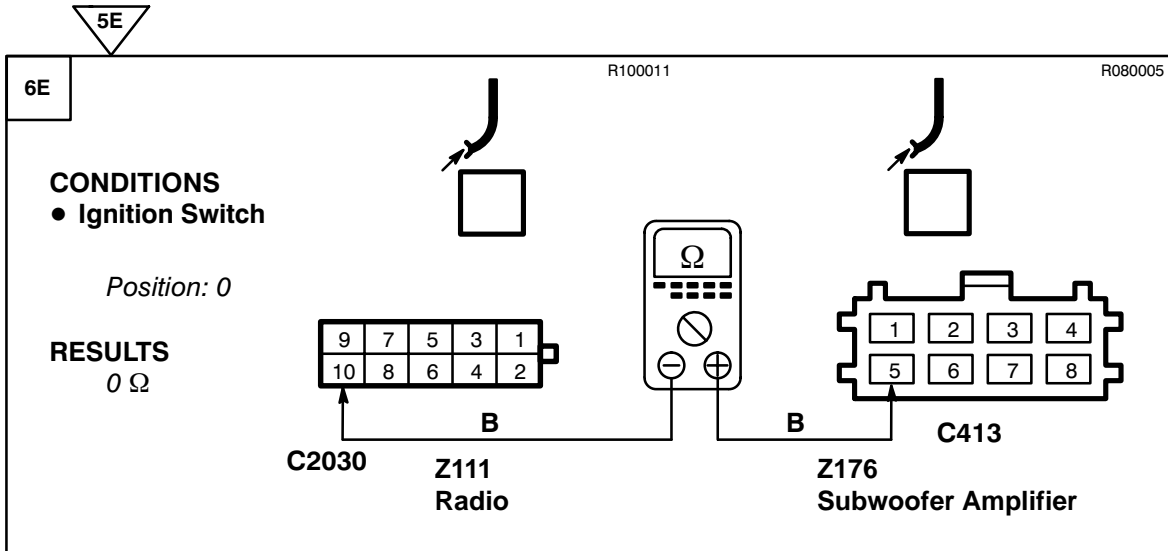 5E
6E
R100011
R080005
CONDITIONS
● Ignition Switch
Position: 0
RESULTS
0 Ω
Ω
9 7 5 3 1
10 8 6 4 2
1 2 3 4
5 6 7 8
− +
B
B
C2030
C413
Z111
Radio
Z176
Subwoofer Amplifier